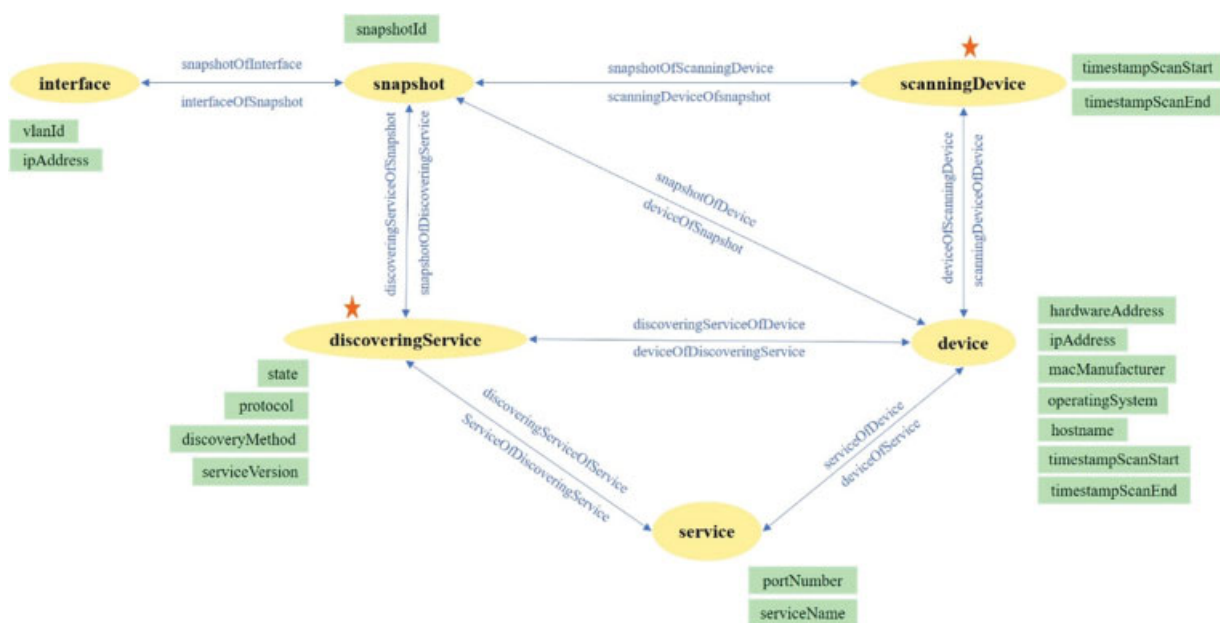 snapshotId
snapshotOfInterface
snapshotOfScanningDevice
timestampScanStart
interface
snapshot
scanningDevice
interfaceOfSnapshot
scanningDeviceOfsnapshot
timestampScanEnd
vlanId
ipAddress
discoveringServiceOfSnapshot
snapshotOfDiscoveringService
snapshotOfDevice
deviceOfSnapshot
deviceOfScanningDevice
scanningDeviceOfDevice
hardwareAddress
discoveringServiceOfDevice
discoveringService
device
ipAddress
deviceOfDiscoveringService
macManufacturer
state
operatingSystem
protocol
hostname
discoveryMethod
discoveringServiceOfService
ServiceOfDiscoveringService
serviceOfDevice
deviceOfService
timestampScanStart
serviceVersion
timestampScanEnd
service
portNumber
serviceName